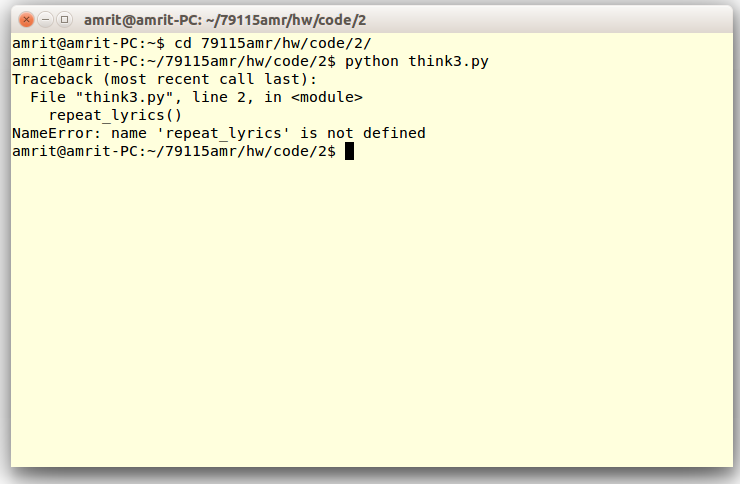 amrit@amrit-PC: ~/79115amr/hw/code/2
amrit@amrit-PC:~$ cd 79115amr/hw/code/2/
amrit@amrit-PC:~/79115amr/hw/code/2$ python think3.py
Traceback (most recent call last):
  File "think3.py", line 2, in <module>
    repeat_lyrics()
NameError: name 'repeat_lyrics' is not defined
amrit@amrit-PC:~/79115amr/hw/code/2$